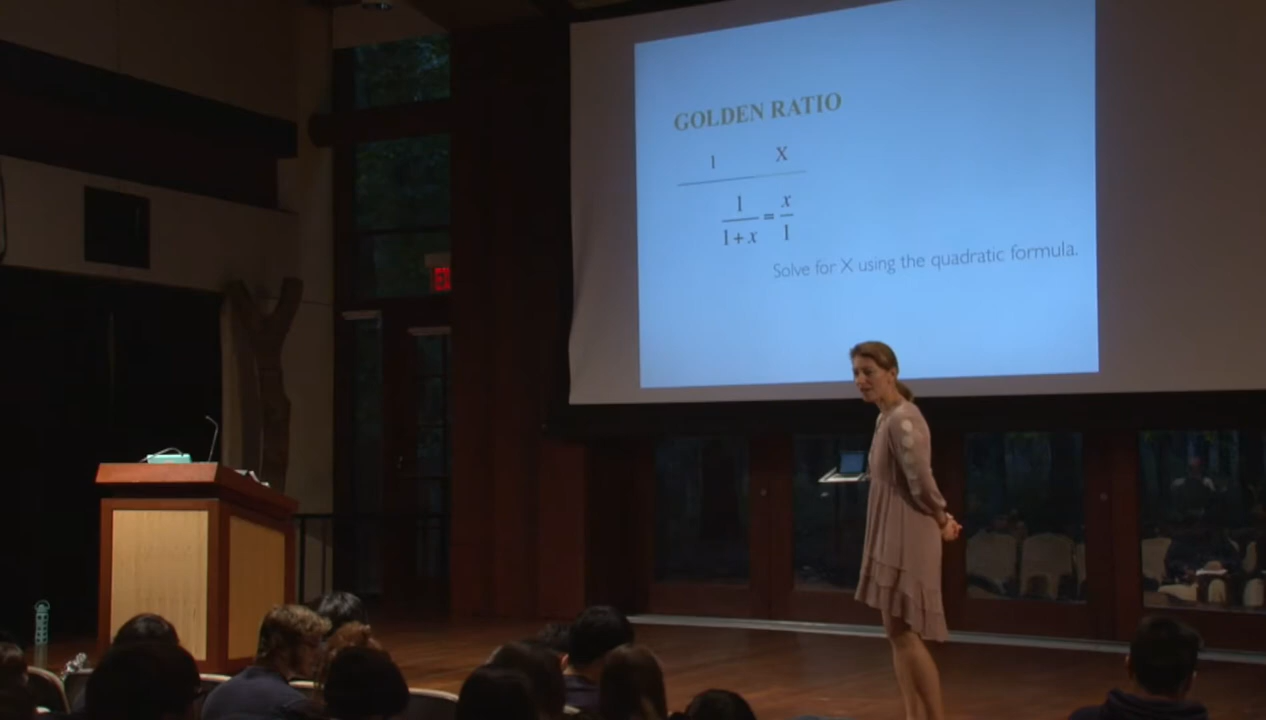 GOLDEN RATIO
1 X
1 x
= 
1+x 1
Solve for X using the quadratic formula.